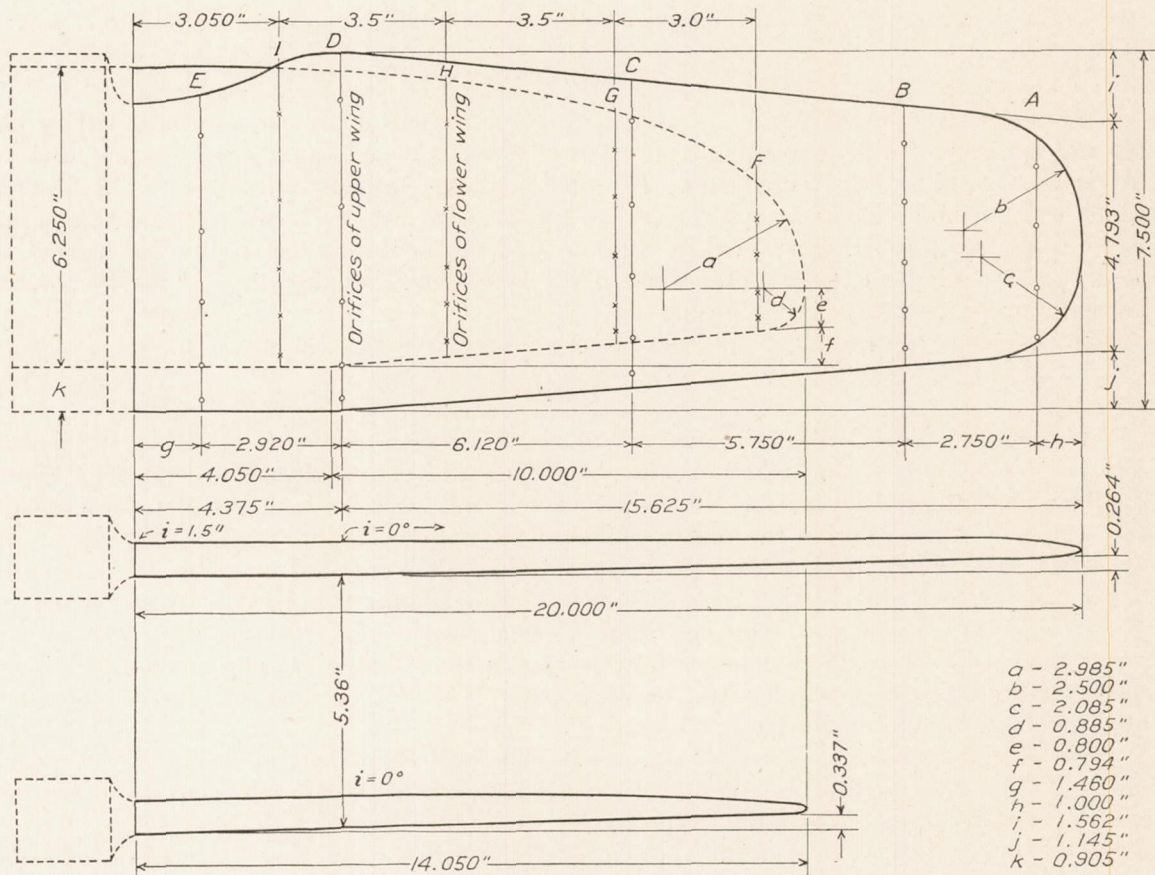 3.050" 3.5" 3.5" 3.0"
I D H C G B A
E
F
Orifices of upper wing
Orifices of lower wing
6.250"
a b c d e f
i
4.793"
7.500"
j
k
g 2.920" 6.120" 5.750" 2.750" h
4.050" 10.000"
4.375" 15.625"
0.264"
i=1.5" i=0°
20.000"
5.36"
i=0°
0.337"
14.050"
a - 2.985"
b - 2.500"
c - 2.085"
d - 0.885"
e - 0.800"
f - 0.794"
g - 1.460"
h - 1.000"
i - 1.562"
j - 1.145"
k - 0.905"